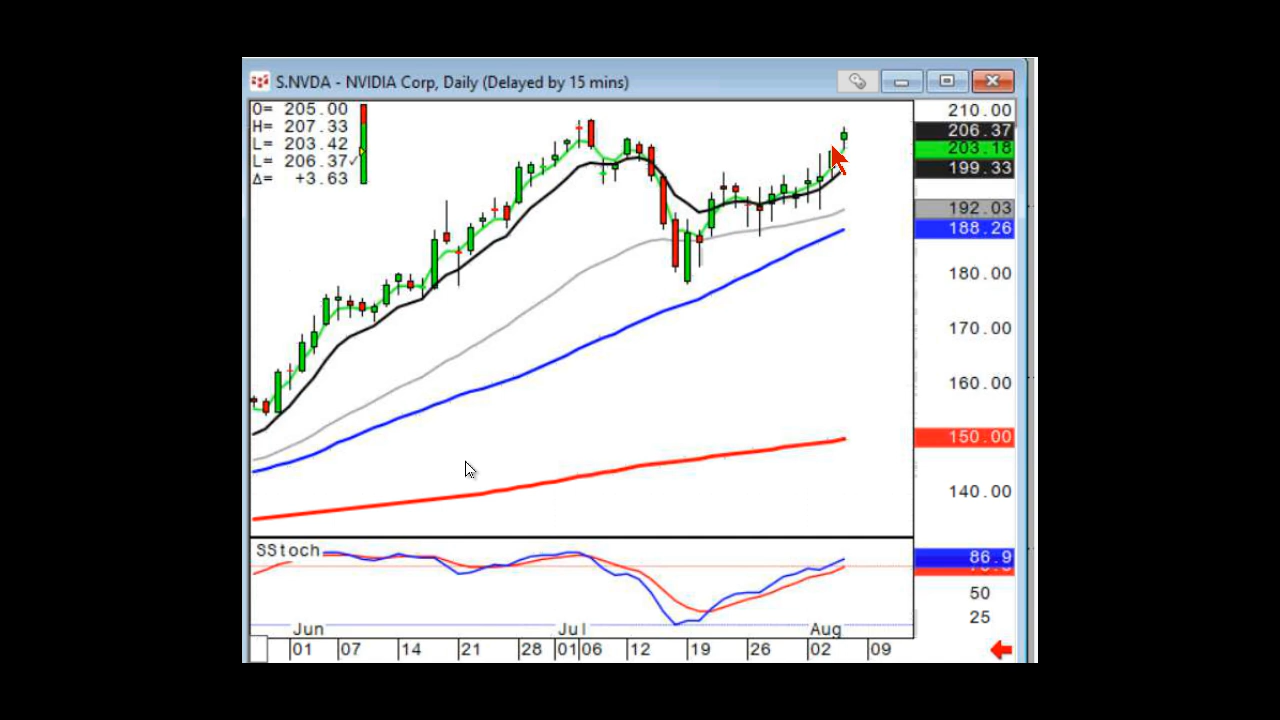 S.NVDA - NVIDIA Corp, Daily (Delayed by 15 mins)
O= 205.00
H= 207.33
L= 203.42
L= 206.37✓
Δ= +3.63
210.00
206.37
203.18
199.33
192.03
188.26
180.00
170.00
160.00
150.00
140.00
SStoch
86.9
50
25
Jun Jul Aug
01 07 14 21 28 01 06 12 19 26 02 09